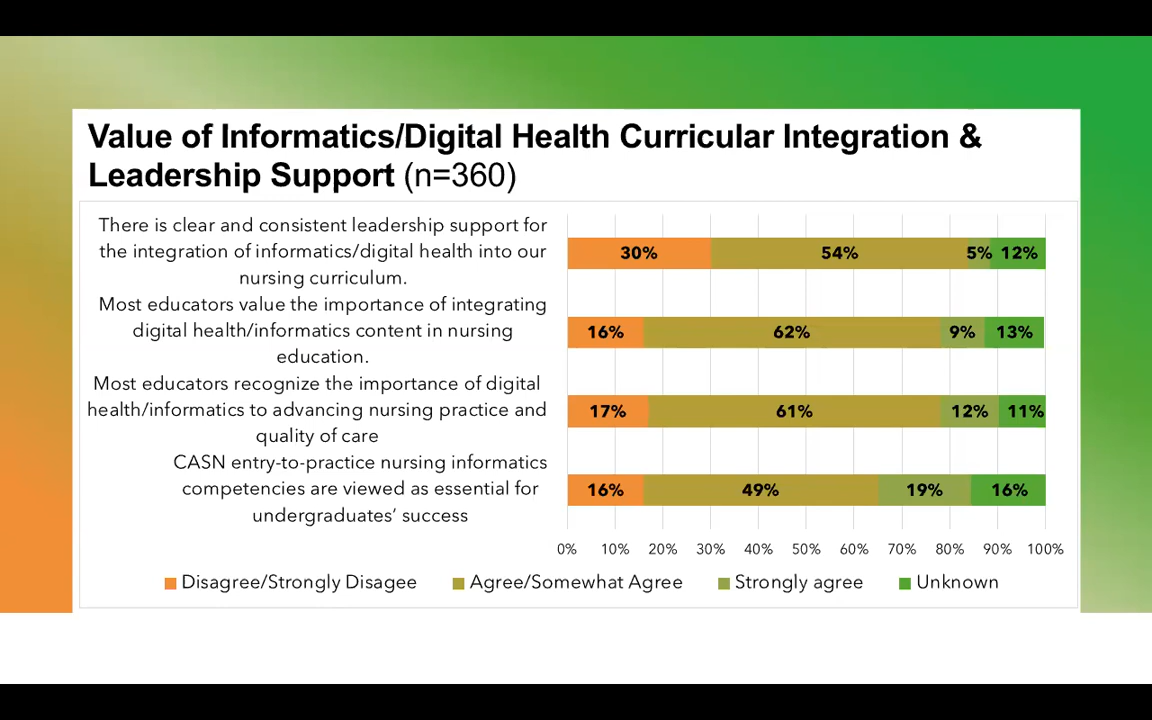 Value of Informatics/Digital Health Curricular Integration &
Leadership Support (n=360)
There is clear and consistent leadership support for
the integration of informatics/digital health into our
nursing curriculum.
30% 54% 5% 12%
Most educators value the importance of integrating
digital health/informatics content in nursing
education.
16% 62% 9% 13%
Most educators recognize the importance of digital
health/informatics to advancing nursing practice and
quality of care
17% 61% 12% 11%
CASN entry-to-practice nursing informatics
competencies are viewed as essential for
undergraduates’ success
16% 49% 19% 16%
0% 10% 20% 30% 40% 50% 60% 70% 80% 90% 100%
Disagree/Strongly Disagee Agree/Somewhat Agree Strongly agree Unknown